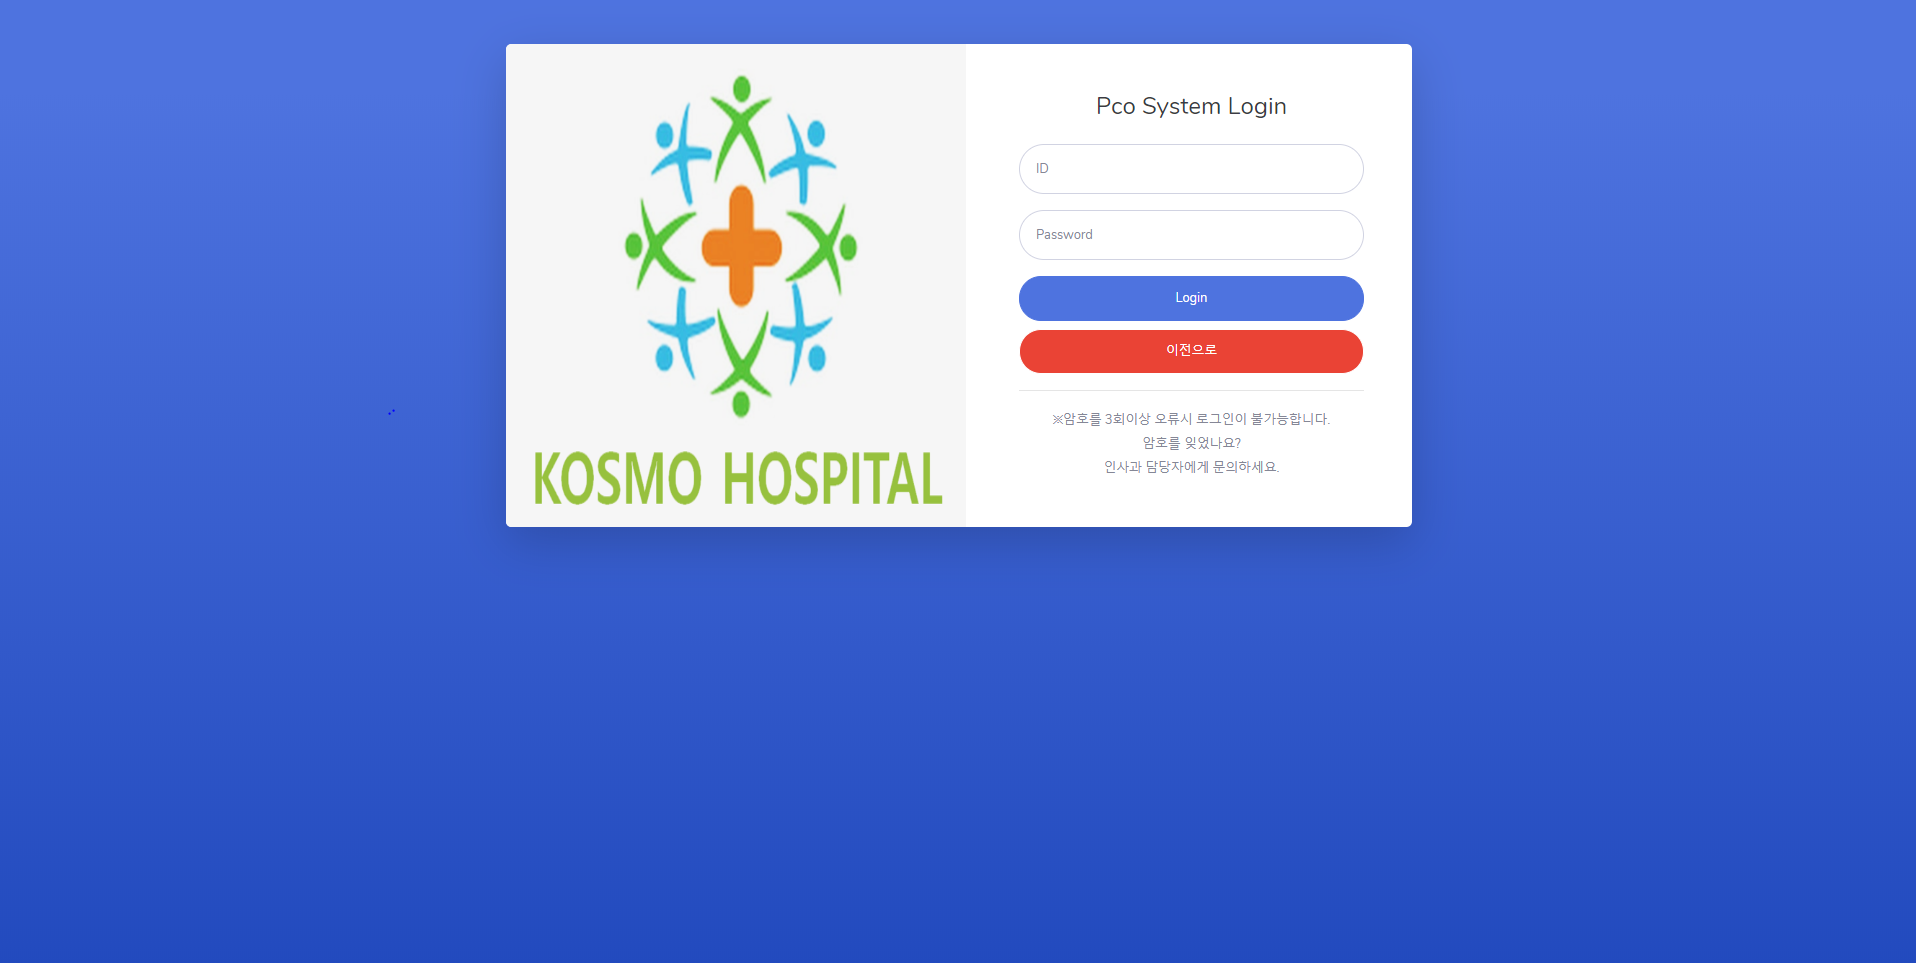 KOSMO HOSPITAL
Pco System Login
ID
Password
Login
이전으로
※암호를 3회이상 오류시 로그인이 불가능합니다.
암호를 잊었나요?
인사과 담당자에게 문의하세요.